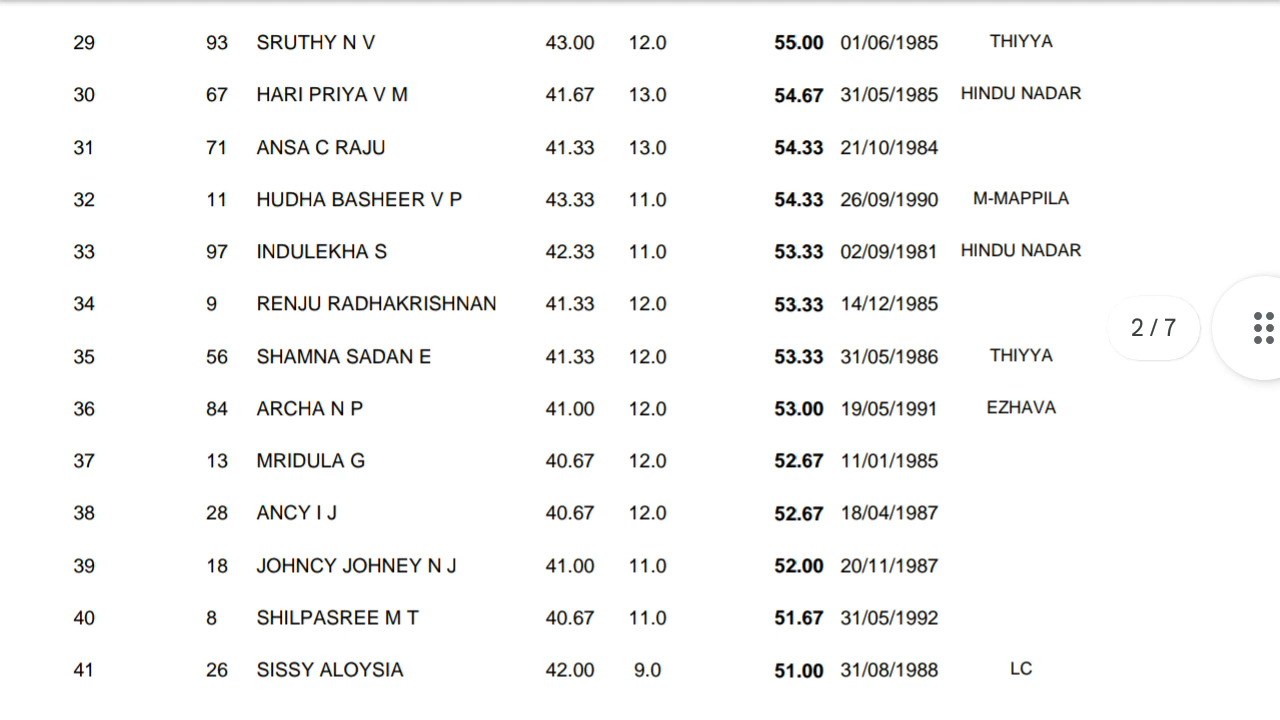 29 93 SRUTHY N V 43.00 12.0 55.00 01/06/1985 THIYYA
30 67 HARI PRIYA V M 41.67 13.0 54.67 31/05/1985 HINDU NADAR
31 71 ANSA C RAJU 41.33 13.0 54.33 21/10/1984
32 11 HUDHA BASHEER V P 43.33 11.0 54.33 26/09/1990 M-MAPPILA
33 97 INDULEKHA S 42.33 11.0 53.33 02/09/1981 HINDU NADAR
34 9 RENJU RADHAKRISHNAN 41.33 12.0 53.33 14/12/1985
2 / 7
35 56 SHAMNA SADAN E 41.33 12.0 53.33 31/05/1986 THIYYA
36 84 ARCHA N P 41.00 12.0 53.00 19/05/1991 EZHAVA
37 13 MRIDULA G 40.67 12.0 52.67 11/01/1985
38 28 ANCY I J 40.67 12.0 52.67 18/04/1987
39 18 JOHNCY JOHNEY N J 41.00 11.0 52.00 20/11/1987
40 8 SHILPASREE M T 40.67 11.0 51.67 31/05/1992
41 26 SISSY ALOYSIA 42.00 9.0 51.00 31/08/1988 LC